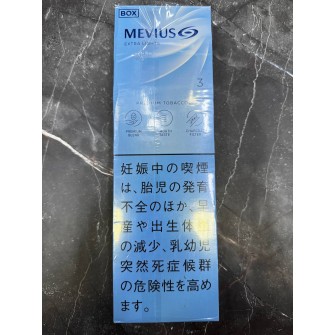 BOX
MEVIUS
3
PREMIUM TOBACCO
妊娠中の喫煙
は、胎児の発育
不全のほか、早
産や出生体重
の減少、乳幼児
突然死症候群
の危険性を高め
ます。